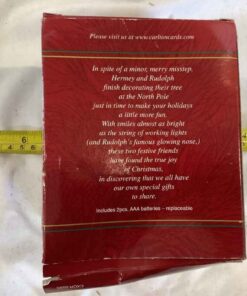 Please visit us at www.carltoncards.com
In spite of a minor, merry misstep,
Hermey and Rudolph
finish decorating their tree
at the North Pole
just in time to make your holidays
a little more fun.
With smiles almost as bright
as the string of working lights
(and Rudolph's famous glowing nose,)
these two festive friends
have found the true joy
of Christmas,
in discovering that we all have
our own special gifts
to share.
Includes 2pcs. AAA batteries – replaceable
6